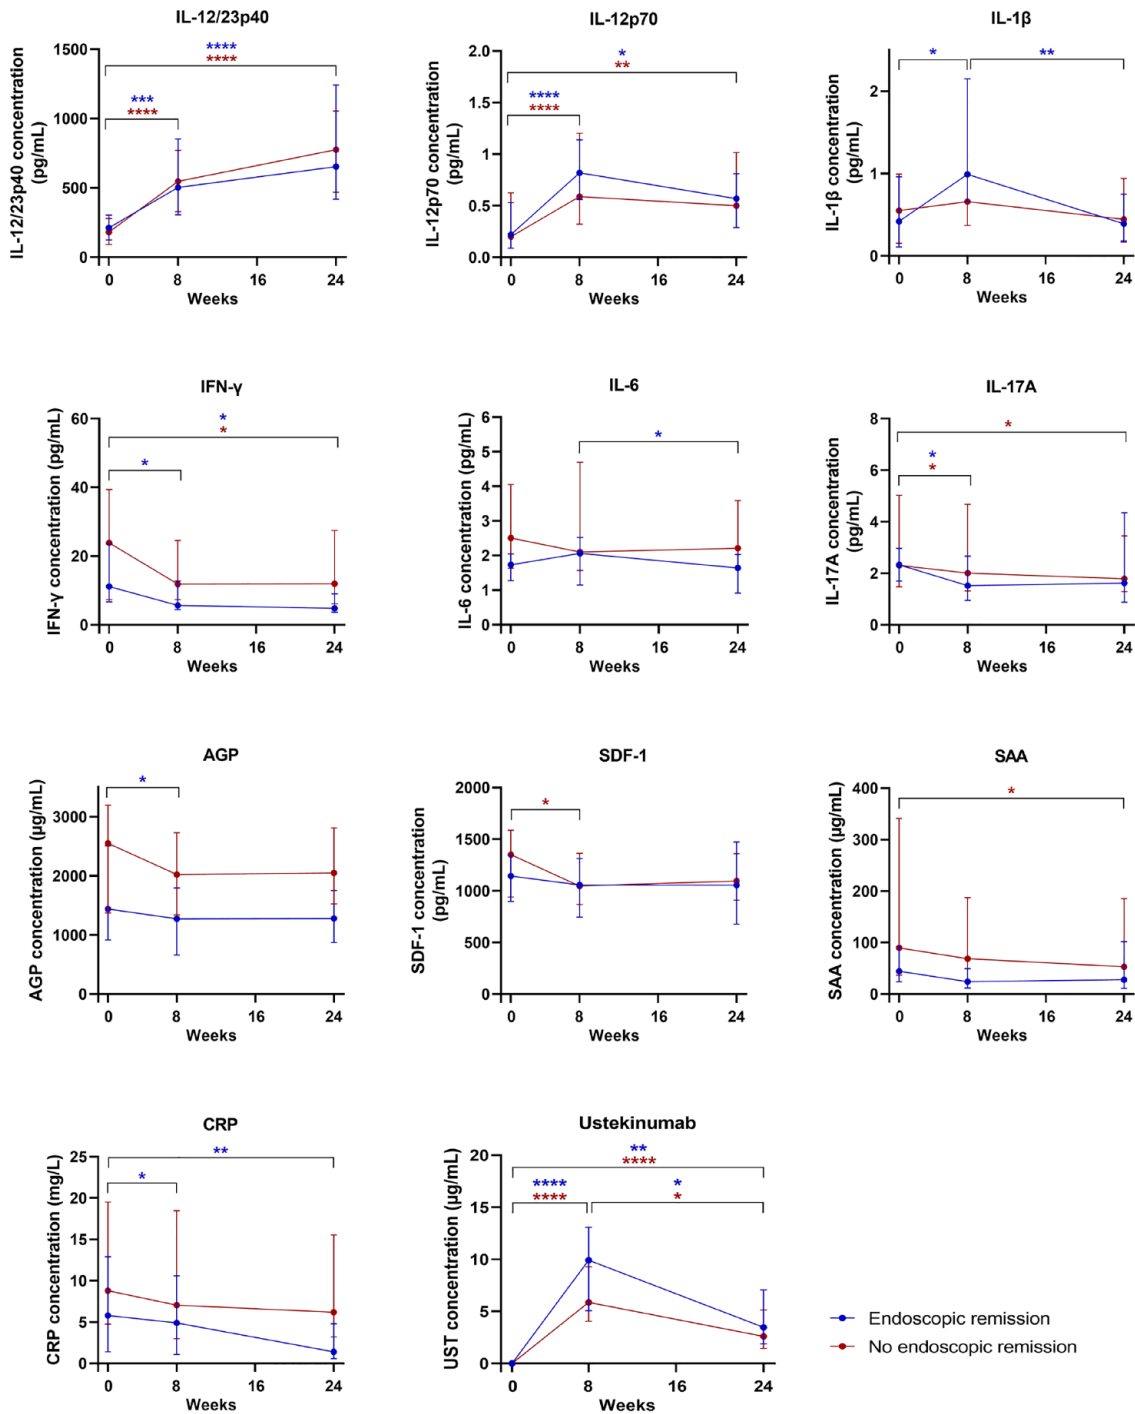 IL-12/23p40
IL-12/23p40 concentration
(pg/mL)
1500
1000
500
0
****
****
***
****
0 8 16 24
Weeks
IL-12p70
IL-12p70 concentration
(pg/mL)
2.0
1.5
1
0.5
0.0
*
**
****
****
0 8 16 24
Weeks
IL-1β
IL-1β concentration
(pg/mL)
2
1
0
*
**
0 8 16 24
Weeks
IFN-γ
IFN-γ concentration (pg/mL)
60
40
20
0
*
*
*
0 8 16 24
Weeks
IL-6
IL-6 concentration (pg/mL)
6
5
4
3
2
1
0
*
0 8 16 24
Weeks
IL-17A
IL-17A concentration
(pg/mL)
8
6
4
2
0
*
*
*
0 8 16 24
Weeks
AGP
AGP concentration (µg/mL)
3000
2000
1000
0
*
0 8 16 24
Weeks
SDF-1
SDF-1 concentration
(pg/mL)
2000
1500
1000
500
0
*
0 8 16 24
Weeks
SAA
SAA concentration (µg/mL)
400
300
200
100
0
*
0 8 16 24
Weeks
CRP
CRP concentration (mg/L)
25
20
15
10
5
0
**
*
0 8 16 24
Weeks
Ustekinumab
UST concentration (µg/mL)
20
15
10
5
0
**
****
****
****
*
*
0 8 16 24
Weeks
Endoscopic remission
No endoscopic remission